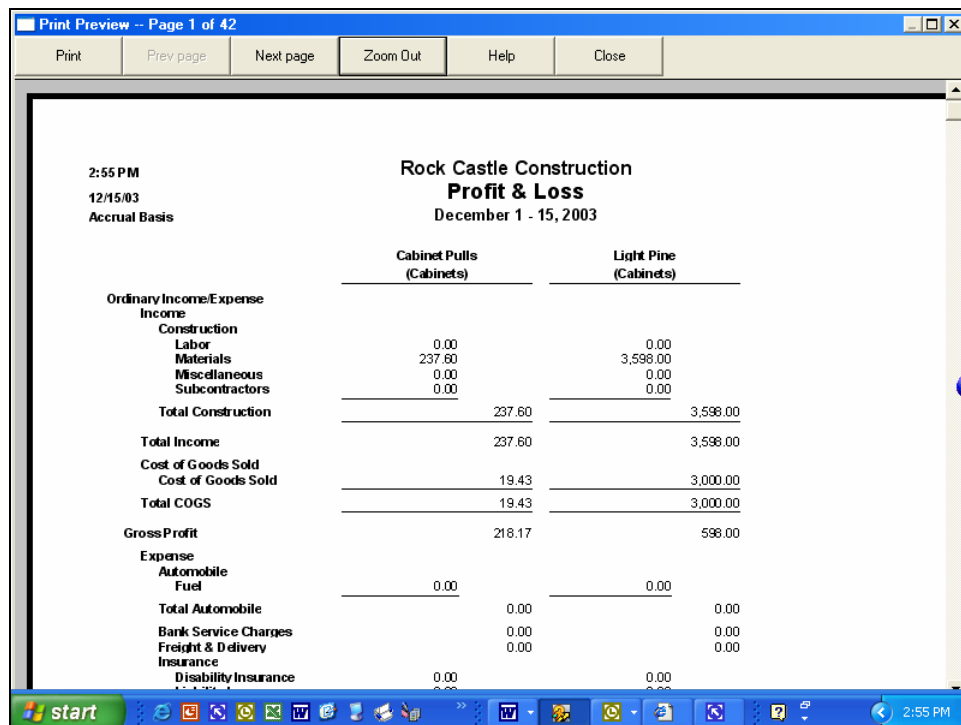 Print Preview -- Page 1 of 42
Print Prev page Next page Zoom Out Help Close
2:55 PM Rock Castle Construction
12/15/03 Profit & Loss
Accrual Basis December 1 - 15, 2003
Cabinet Pulls Light Pine
(Cabinets) (Cabinets)
Ordinary Income/Expense
Income
Construction
Labor 0.00 0.00
Materials 237.60 3,598.00
Miscellaneous 0.00 0.00
Subcontractors 0.00 0.00
Total Construction 237.60 3,598.00
Total Income 237.60 3,598.00
Cost of Goods Sold
Cost of Goods Sold 19.43 3,000.00
Total COGS 19.43 3,000.00
Gross Profit 218.17 598.00
Expense
Automobile
Fuel 0.00 0.00
Total Automobile 0.00 0.00
Bank Service Charges 0.00 0.00
Freight & Delivery 0.00 0.00
Insurance
Disability Insurance 0.00 0.00
start 2:55 PM